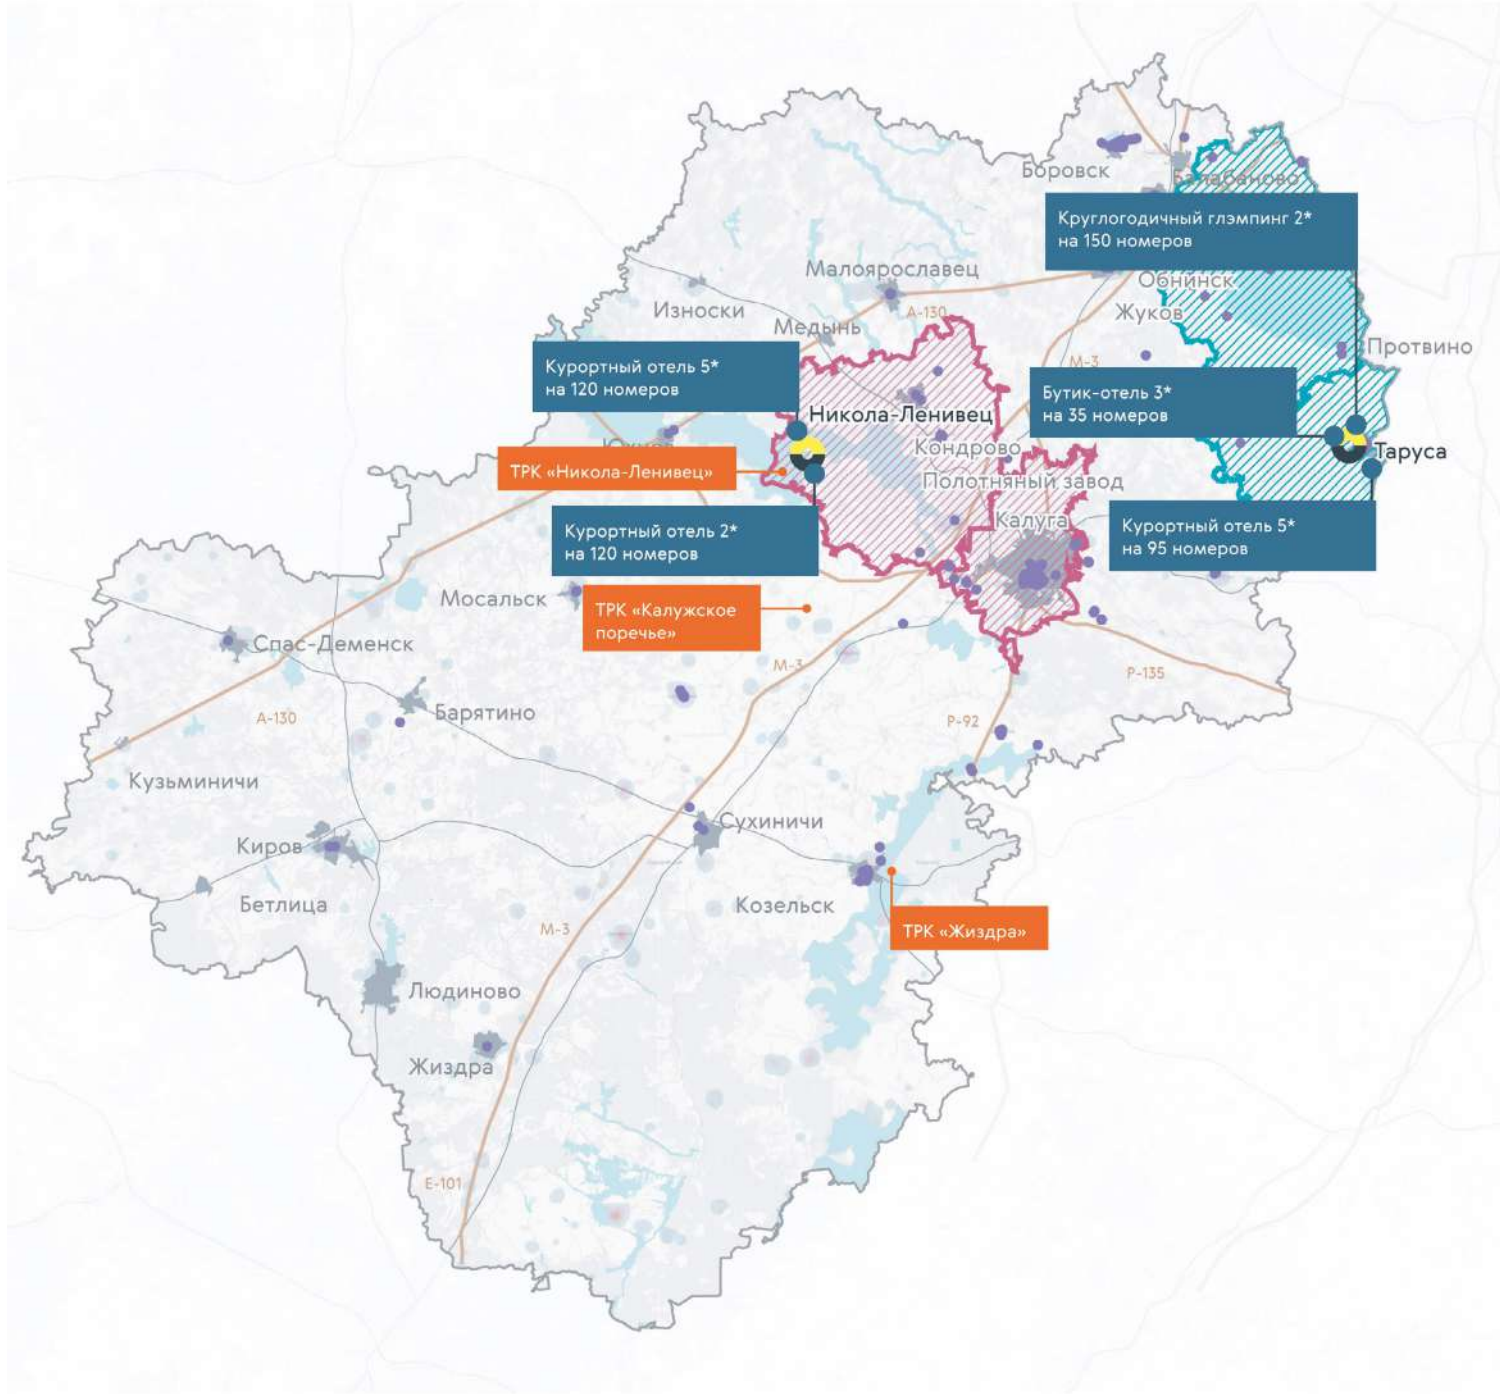 Боровск
Балабаново
Круглогодичный глэмпинг 2*
на 150 номеров
Малоярославец
Обнинск
Износки
А-130
Жуков
Медынь
Протвино
М-3
Курортный отель 5*
на 120 номеров
Бутик-отель 3*
на 35 номеров
Никола-Ленивец
Кондрово
Таруса
ТРК «Никола-Ленивец»
Полотняный завод
Калуга
Курортный отель 2*
на 120 номеров
Курортный отель 5*
на 95 номеров
Мосальск
ТРК «Калужское
поречье»
Спас-Деменск
М-3
Р-135
Барятино
А-130
Р-92
Кузьминичи
Сухиничи
Киров
Бетлица
Козельск
М-3
ТРК «Жиздра»
Людиново
Жиздра
Е-101